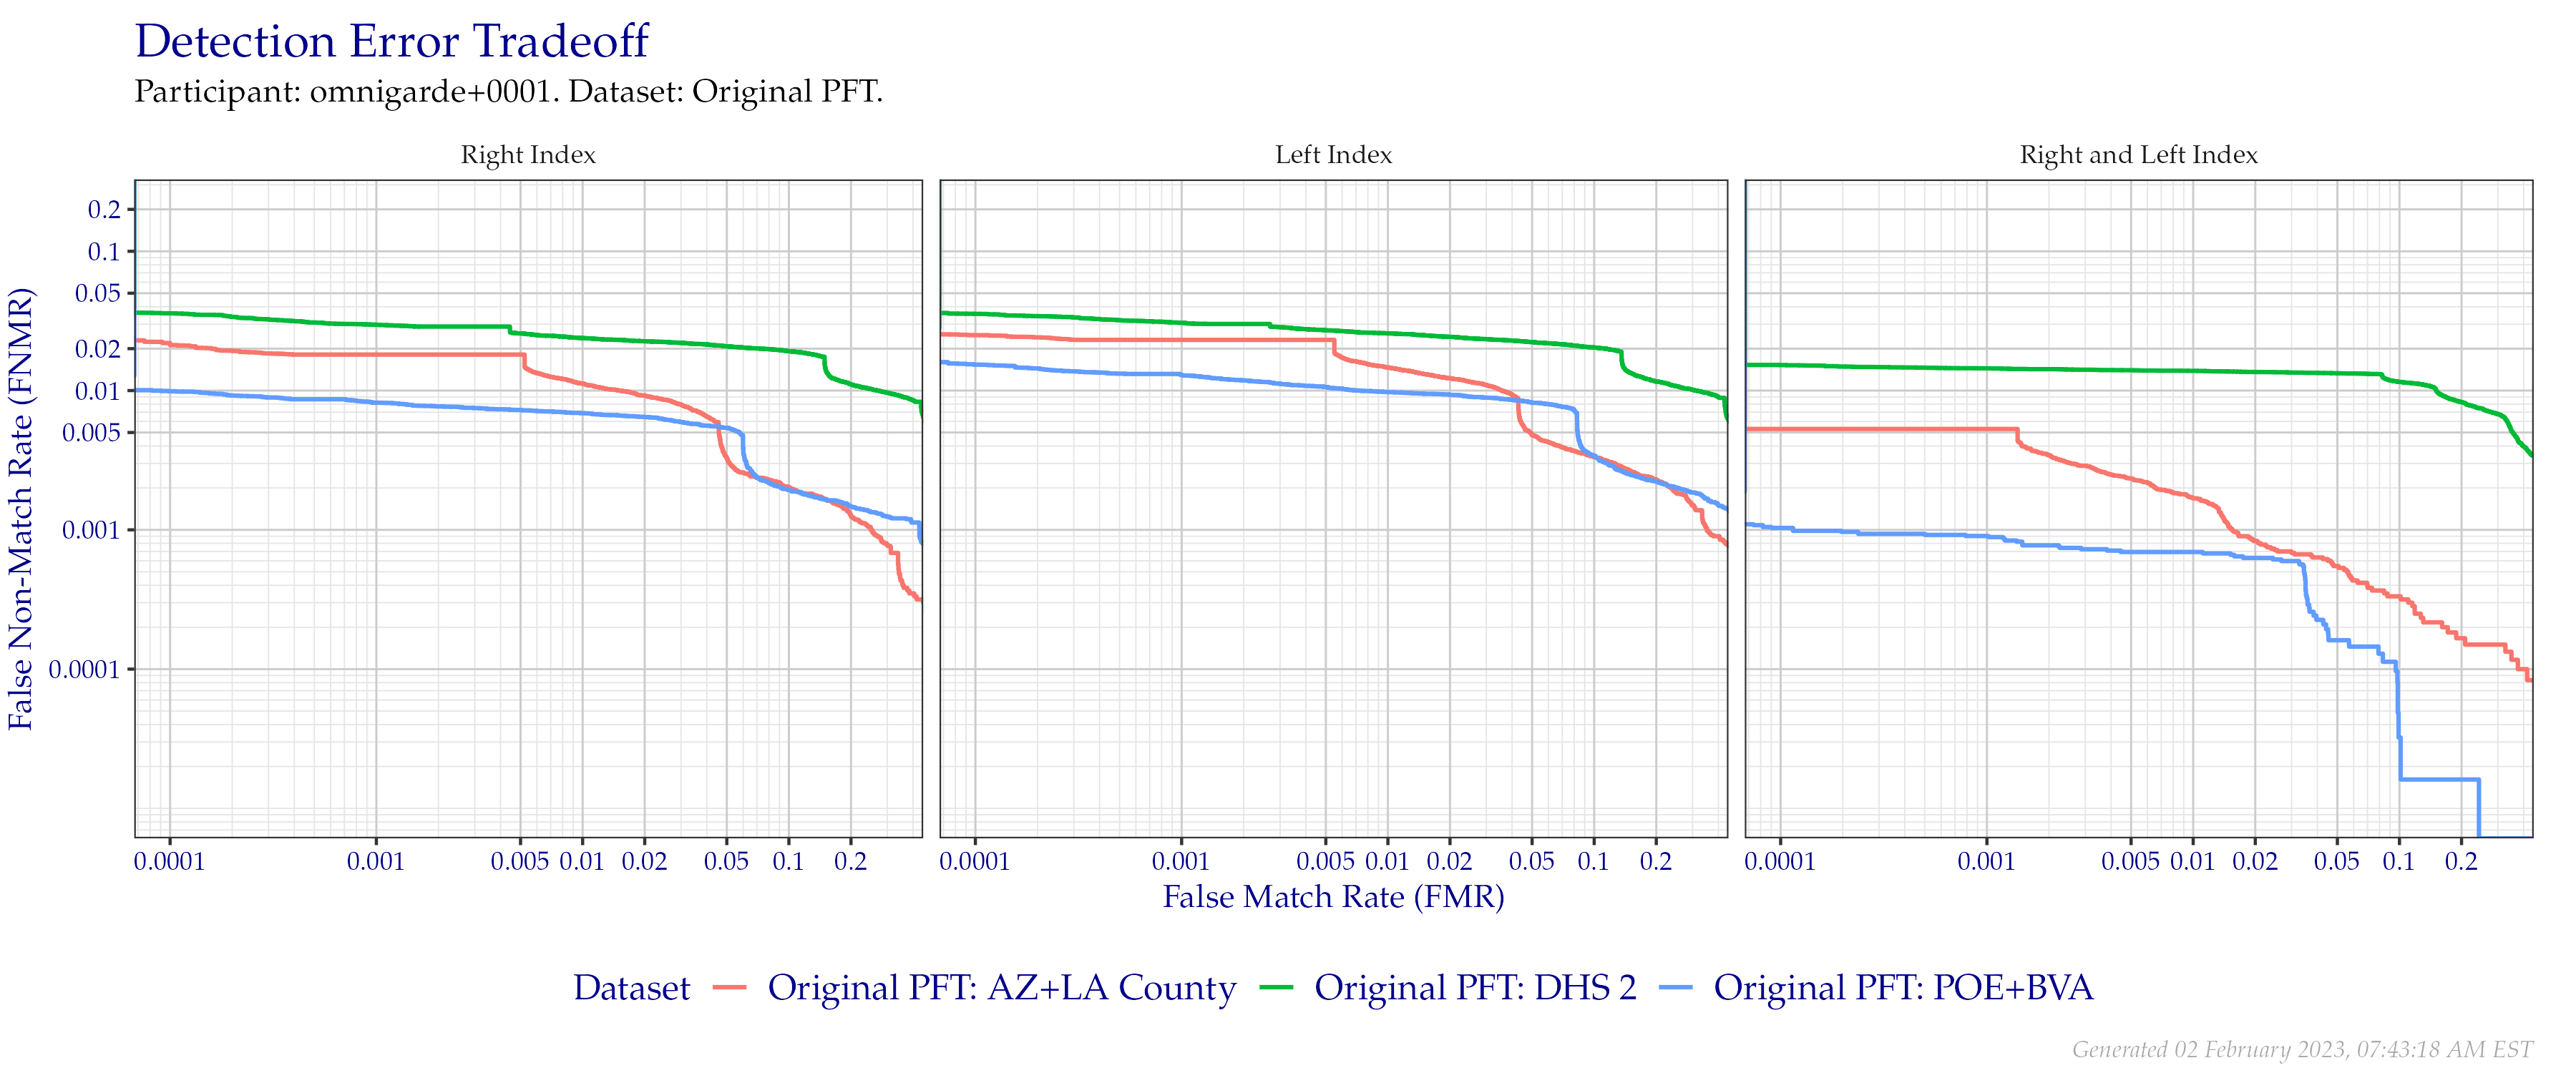 Detection Error Tradeoff
Participant: omnigarde+0001. Dataset: Original PFT.
Right Index
Left Index
Right and Left Index
False Non-Match Rate (FNMR)
0.2
0.1
0.05
0.02
0.01
0.005
0.001
0.0001
0.0001 0.001 0.005 0.01 0.02 0.05 0.1 0.2
0.0001 0.001 0.005 0.01 0.02 0.05 0.1 0.2
0.0001 0.001 0.005 0.01 0.02 0.05 0.1 0.2
False Match Rate (FMR)
Dataset Original PFT: AZ+LA County Original PFT: DHS 2 Original PFT: POE+BVA
Generated 02 February 2023, 07:43:18 AM EST